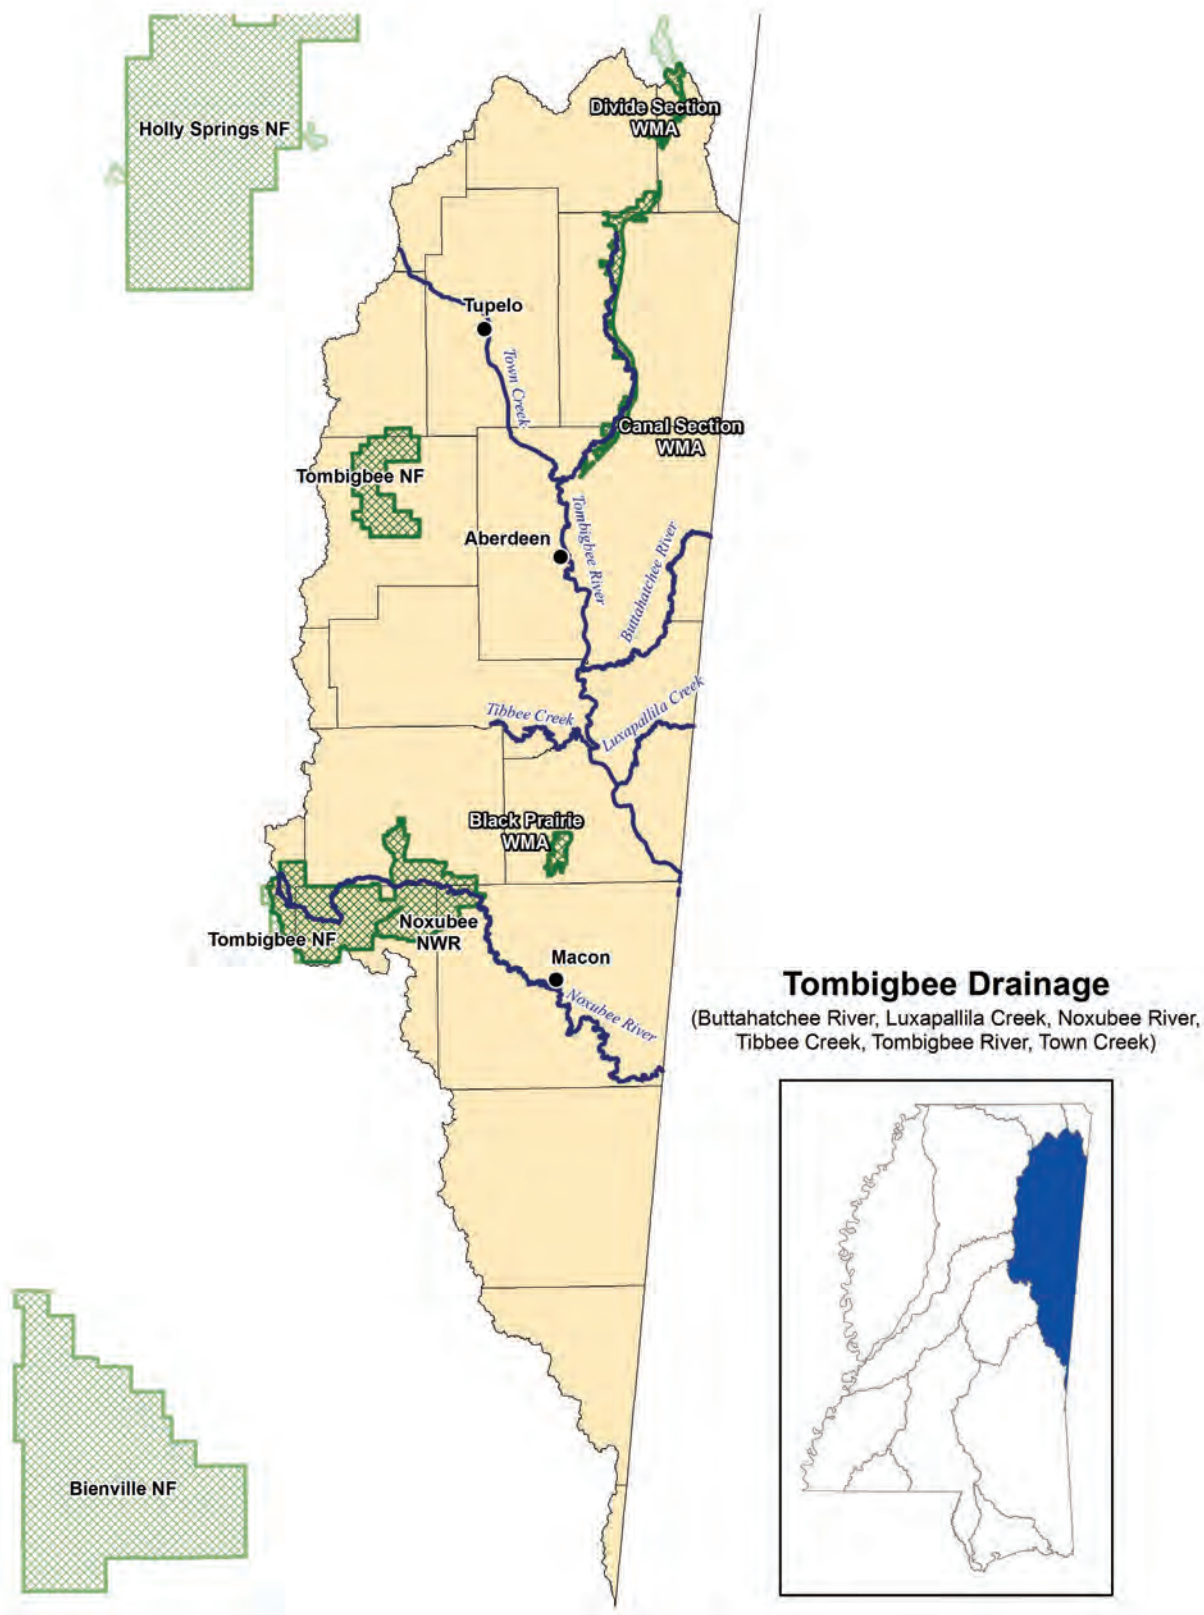 Holly Springs NF
Divide Section
WMA
Tupelo
Town Creek
Canal Section
WMA
Tombigbee NF
Aberdeen
Tombigbee River
Buttahatchee River
Tibbee Creek
Luxapallila Creek
Black Prairie
WMA
Tombigbee NF
Noxubee
NWR
Macon
Noxubee River
Tombigbee Drainage
(Buttahatchee River, Luxapallila Creek, Noxubee River,
Tibbee Creek, Tombigbee River, Town Creek)
Bienville NF